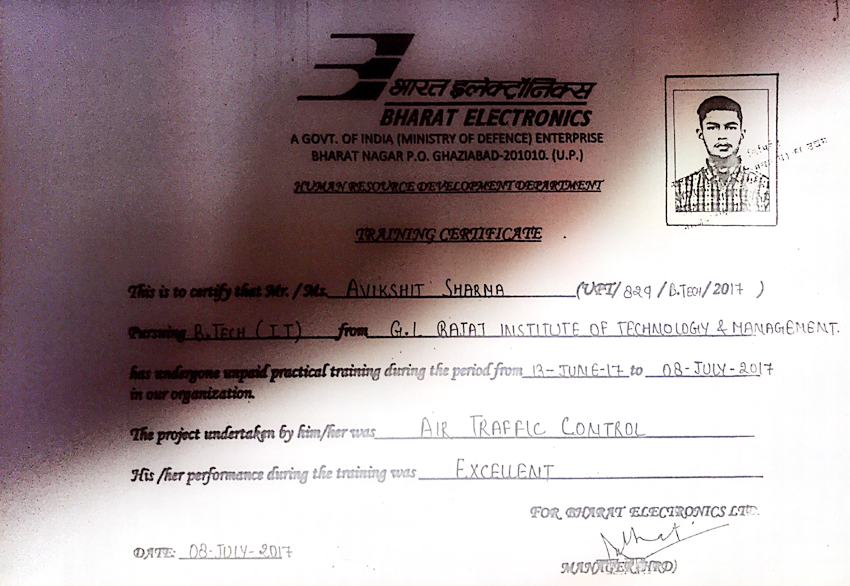 भारत इलेक्ट्रॉनिक्स
BHARAT ELECTRONICS
A GOVT. OF INDIA (MINISTRY OF DEFENCE) ENTERPRISE
BHARAT NAGAR P.O. GHAZIABAD-201010. (U.P.)
HUMAN RESOURCE DEVELOPMENT DEPARTMENT
TRAINING CERTIFICATE
This is to certify that Mr. / Ms. AVIKSHIT SHARMA (UPT/ 829 / B.TECH/ 2017 )
Pursuing B.TECH (I.T) from G.L BAJAJ INSTITUTE OF TECHNOLOGY & MANAGEMENT.
has undergone unpaid practical training during the period from 13-JUNE-17 to 08-JULY-2017
in our organization.
The project undertaken by him/her was AIR TRAFFIC CONTROL
His /her performance during the training was EXCELLENT
FOR BHARAT ELECTRONICS LTD.
MANAGER(HRD)
DATE: 08-JULY-2017